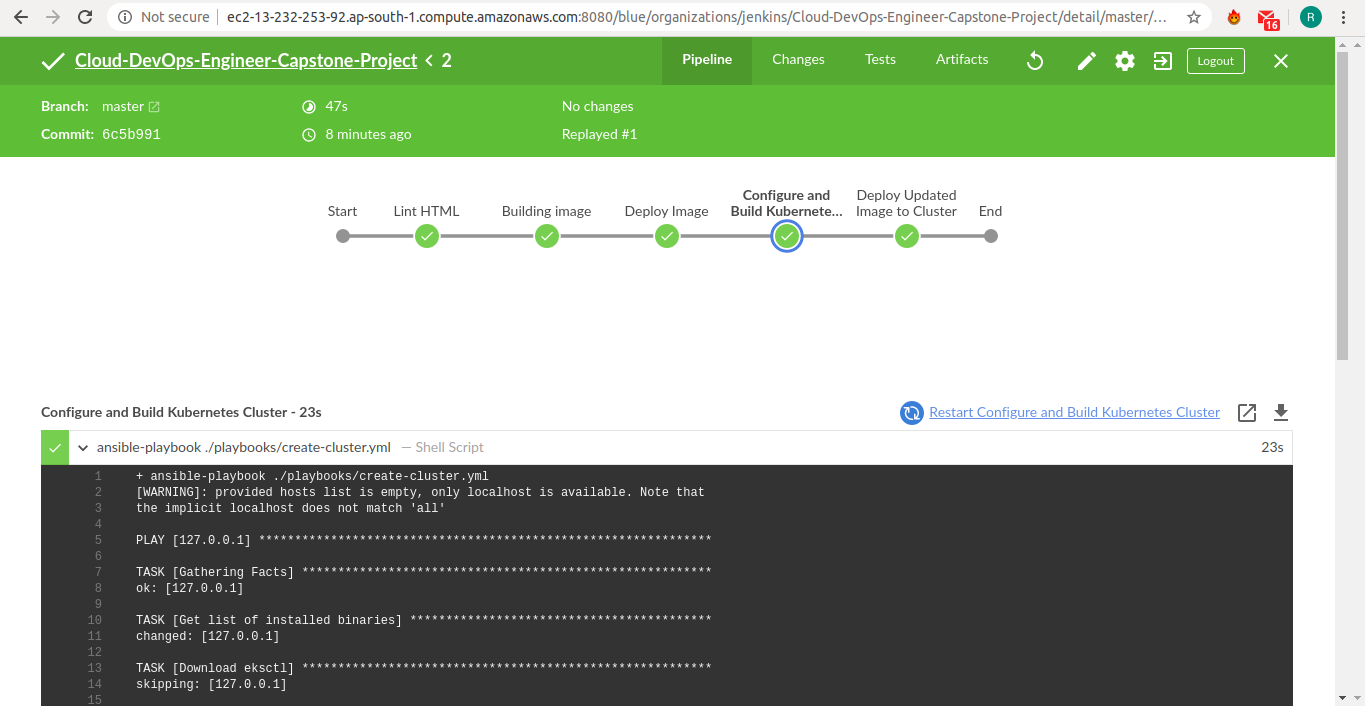 Not secure ec2-13-232-253-92.ap-south-1.compute.amazonaws.com:8080/blue/organizations/jenkins/Cloud-DevOps-Engineer-Capstone-Project/detail/master/...
16
R
Cloud-DevOps-Engineer-Capstone-Project < 2
Pipeline Changes Tests Artifacts Logout
Branch: master 47s No changes
Commit: 6c5b991 8 minutes ago Replayed #1
Start Lint HTML Building image Deploy Image Configure and Build Kubernete... Deploy Updated Image to Cluster End
Configure and Build Kubernetes Cluster - 23s Restart Configure and Build Kubernetes Cluster
ansible-playbook ./playbooks/create-cluster.yml — Shell Script 23s
1 + ansible-playbook ./playbooks/create-cluster.yml
2 [WARNING]: provided hosts list is empty, only localhost is available. Note that
3 the implicit localhost does not match 'all'
4
5 PLAY [127.0.0.1] ***************************************************************
6
7 TASK [Gathering Facts] *********************************************************
8 ok: [127.0.0.1]
9
10 TASK [Get list of installed binaries] ******************************************
11 changed: [127.0.0.1]
12
13 TASK [Download eksctl] *********************************************************
14 skipping: [127.0.0.1]
15